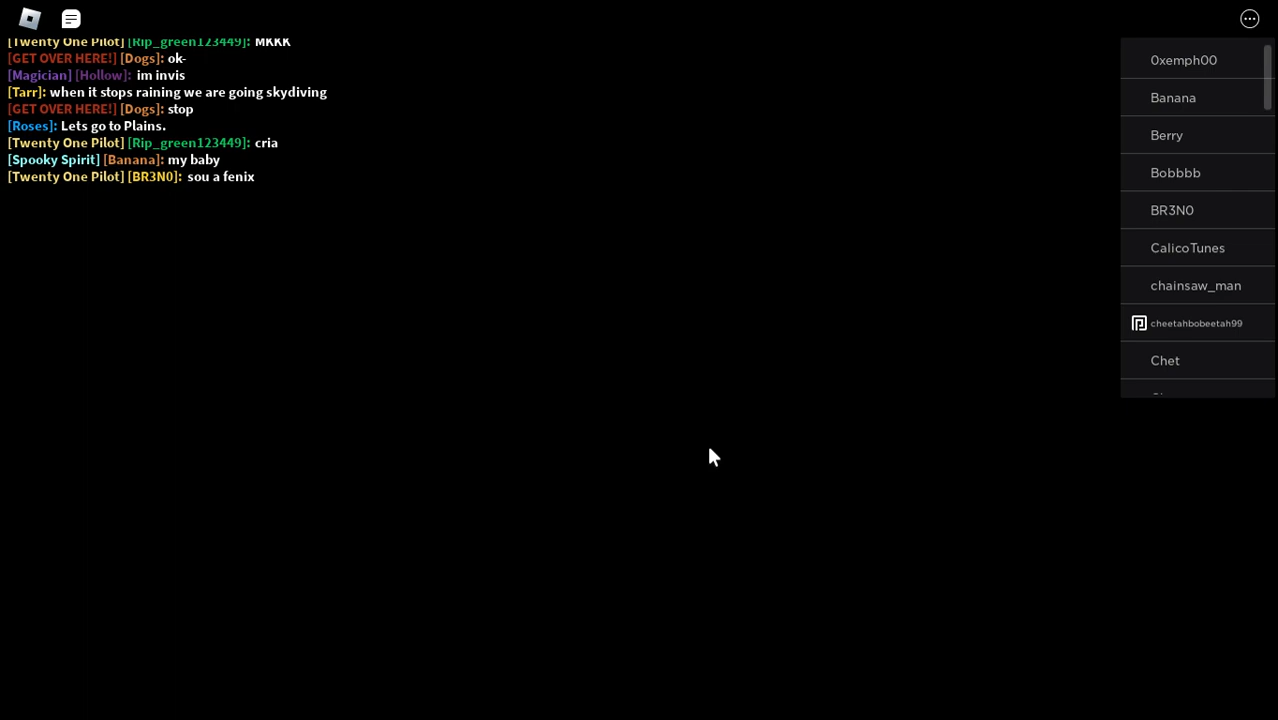 [Twenty One Pilot] [Rip_green123449]: MKKK
[GET OVER HERE!] [Dogs]: ok-
[Magician] [Hollow]: im invis
[Tarr]: when it stops raining we are going skydiving
[GET OVER HERE!] [Dogs]: stop
[Roses]: Lets go to Plains.
[Twenty One Pilot] [Rip_green123449]: cria
[Spooky Spirit] [Banana]: my baby
[Twenty One Pilot] [BR3N0]: sou a fenix
0xemph00
Banana
Berry
Bobbbb
BR3N0
CalicoTunes
chainsaw_man
cheetahbobeetah99
Chet